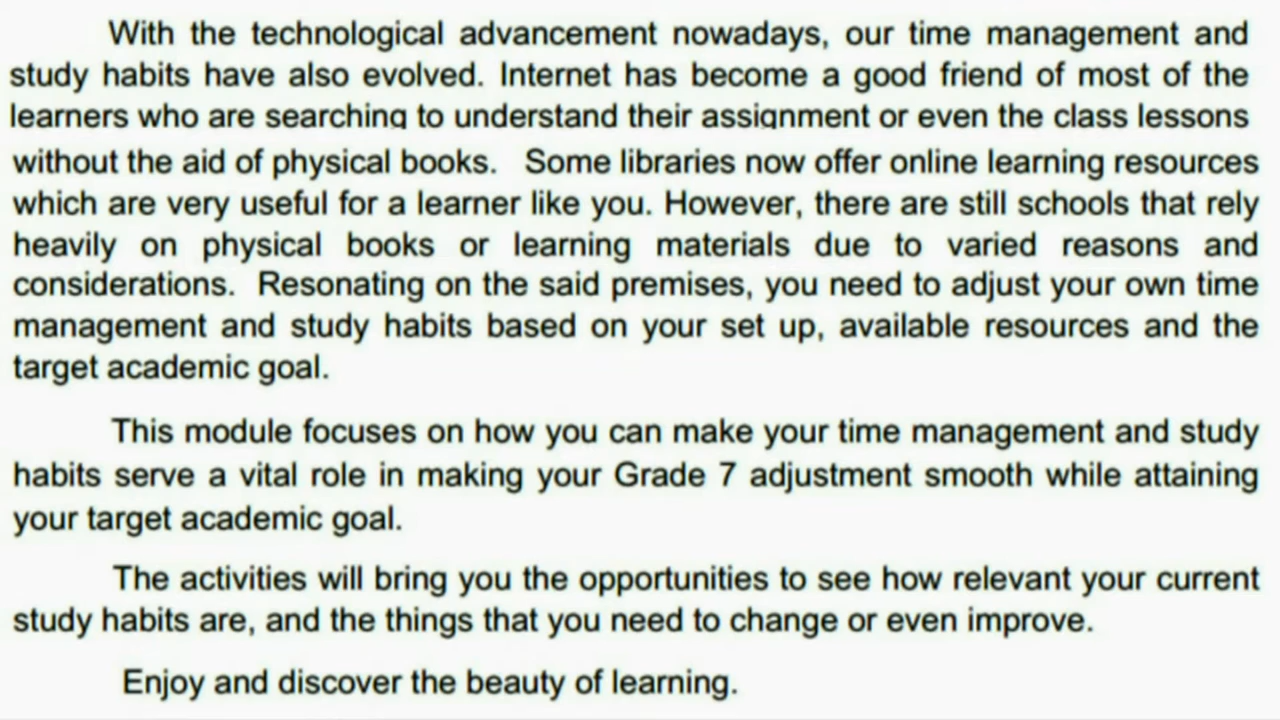 With the technological advancement nowadays, our time management and
study habits have also evolved. Internet has become a good friend of most of the
learners who are searching to understand their assignment or even the class lessons
without the aid of physical books. Some libraries now offer online learning resources
which are very useful for a learner like you. However, there are still schools that rely
heavily on physical books or learning materials due to varied reasons and
considerations. Resonating on the said premises, you need to adjust your own time
management and study habits based on your set up, available resources and the
target academic goal.
This module focuses on how you can make your time management and study
habits serve a vital role in making your Grade 7 adjustment smooth while attaining
your target academic goal.
The activities will bring you the opportunities to see how relevant your current
study habits are, and the things that you need to change or even improve.
Enjoy and discover the beauty of learning.